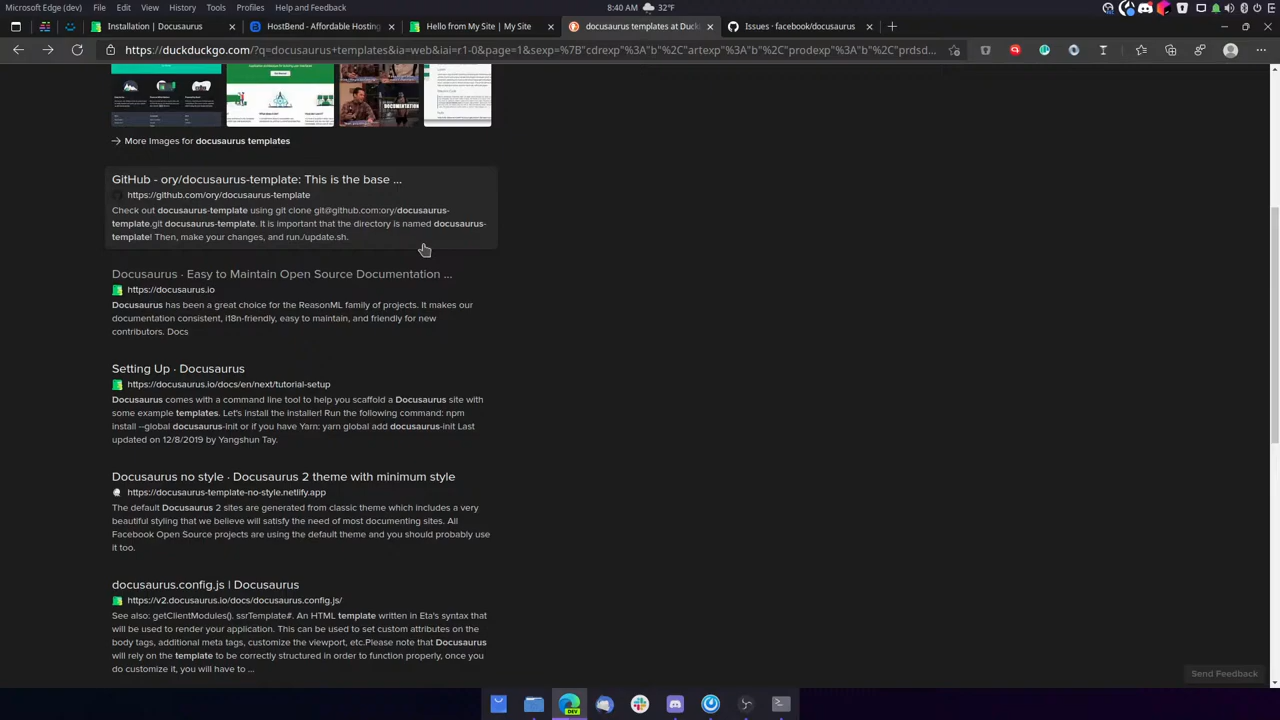 Microsoft Edge (dev) File Edit View History Tools Profiles Help and Feedback 8:40 AM 32°F
Installation | Docusaurus
HostBend - Affordable Hosting
Hello from My Site | My Site
docusaurus templates at Duck
Issues · facebook/docusaurus
https://duckduckgo.com/?q=docusaurus+templates&ia=web&iai=r1-0&page=1&sexp=%7B"cdrexp"%3A"b"%2C"artexp"%3A"b"%2C"prodexp"%3A"b"%2C"prdsd...
More Images for docusaurus templates
GitHub - ory/docusaurus-template: This is the base ...
https://github.com/ory/docusaurus-template
Check out docusaurus-template using git clone git@github.com:ory/docusaurus-
template.git docusaurus-template. It is important that the directory is named docusaurus-
template! Then, make your changes, and run./update.sh.
Docusaurus · Easy to Maintain Open Source Documentation ...
https://docusaurus.io
Docusaurus has been a great choice for the ReasonML family of projects. It makes our
documentation consistent, i18n-friendly, easy to maintain, and friendly for new
contributors. Docs
Setting Up · Docusaurus
https://docusaurus.io/docs/en/next/tutorial-setup
Docusaurus comes with a command line tool to help you scaffold a Docusaurus site with
some example templates. Let's install the installer! Run the following command: npm
install --global docusaurus-init or if you have Yarn: yarn global add docusaurus-init Last
updated on 12/8/2019 by Yangshun Tay.
Docusaurus no style · Docusaurus 2 theme with minimum style
https://docusaurus-template-no-style.netlify.app
The default Docusaurus 2 sites are generated from classic theme which includes a very
beautiful styling that we believe will satisfy the need of most documenting sites. All
Facebook Open Source projects are using the default theme and you should probably use
it too.
docusaurus.config.js | Docusaurus
https://v2.docusaurus.io/docs/docusaurus.config.js/
See also: getClientModules(). ssrTemplate#. An HTML template written in Eta's syntax that
will be used to render your application. This can be used to set custom attributes on the
body tags, additional meta tags, customize the viewport, etc.Please note that Docusaurus
will rely on the template to be correctly structured in order to function properly, once you
do customize it, you will have to ...
Send Feedback
DEV